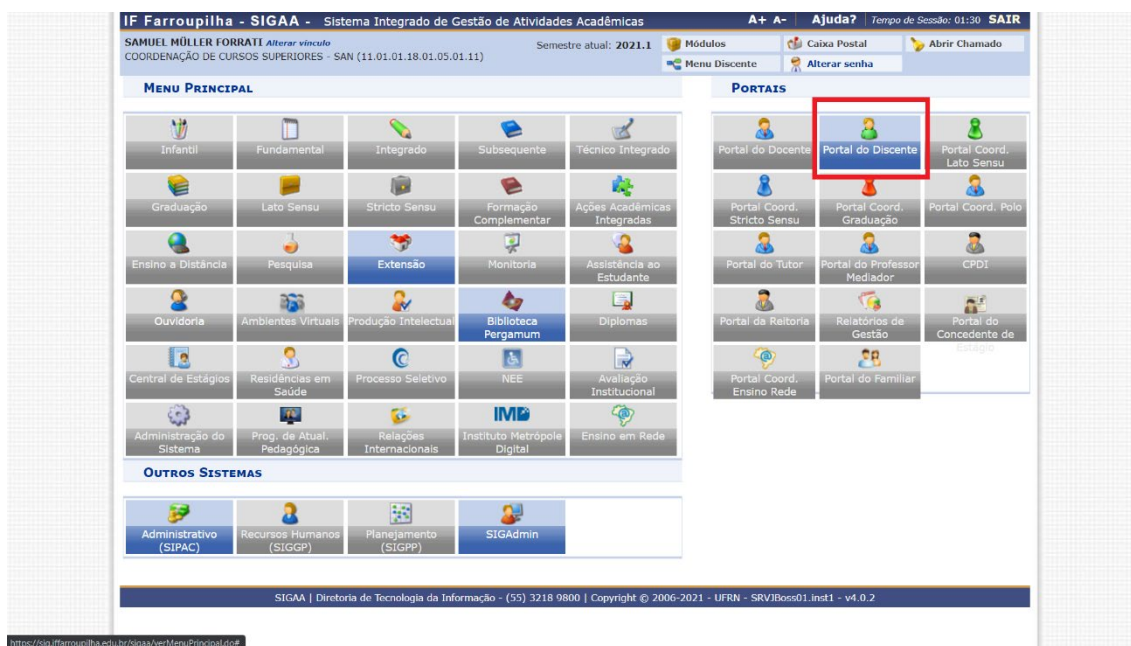 IF Farroupilha - SIGAA - Sistema Integrado de Gestão de Atividades Acadêmicas
A+ A- Ajuda? Tempo de Sessão: 01:30 SAIR
SAMUEL MÜLLER FORRATI Alterar vínculo
COORDENAÇÃO DE CURSOS SUPERIORES - SAN (11.01.01.18.01.05.01.11)
Semestre atual: 2021.1
Módulos
Caixa Postal
Abrir Chamado
Menu Discente
Alterar senha
MENU PRINCIPAL
Infantil
Fundamental
Integrado
Subsequente
Técnico Integrado
Graduação
Lato Sensu
Stricto Sensu
Formação
Complementar
Ações Acadêmicas
Integradas
Ensino a Distância
Pesquisa
Extensão
Monitoria
Assistência ao
Estudante
Ouvidoria
Ambientes Virtuais
Produção Intelectual
Biblioteca
Pergamum
Diplomas
Central de Estágios
Residências em
Saúde
Processo Seletivo
NEE
Avaliação
Institucional
Administração do
Sistema
Prog. de Atual.
Pedagógica
Relações
Internacionais
IMD
Instituto Metrópole
Digital
Ensino em Rede
PORTAIS
Portal do Docente
Portal do Discente
Portal Coord.
Lato Sensu
Portal Coord.
Stricto Sensu
Portal Coord.
Graduação
Portal Coord. Polo
Portal do Tutor
Portal do Professor
Mediador
CPDI
Portal da Reitoria
Relatórios de
Gestão
Portal do
Concedente de
Estágio
Portal Coord.
Ensino Rede
Portal do Familiar
OUTROS SISTEMAS
Administrativo
(SIPAC)
Recursos Humanos
(SIGGP)
Planejamento
(SIGPP)
SIGAdmin
SIGAA | Diretoria de Tecnologia da Informação - (55) 3218 9800 | Copyright © 2006-2021 - UFRN - SRVJBoss01.inst1 - v4.0.2
https://sig.iffarroupilha.edu.br/sigaa/verMenuPrincipal.do#